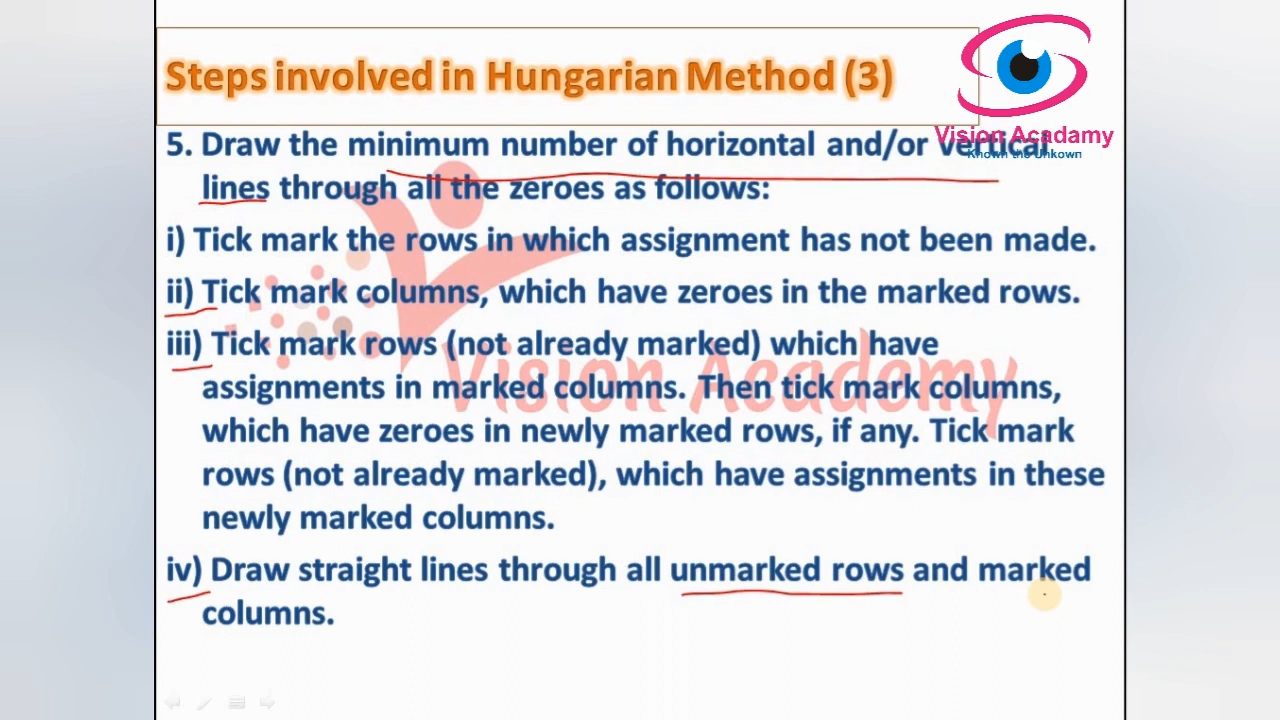 Steps involved in Hungarian Method (3)
Vision Acadamy
Known the Unkown
5. Draw the minimum number of horizontal and/or vertical
lines through all the zeroes as follows:
i) Tick mark the rows in which assignment has not been made.
ii) Tick mark columns, which have zeroes in the marked rows.
iii) Tick mark rows (not already marked) which have
assignments in marked columns. Then tick mark columns,
which have zeroes in newly marked rows, if any. Tick mark
rows (not already marked), which have assignments in these
newly marked columns.
iv) Draw straight lines through all unmarked rows and marked
columns.
Vision Academy